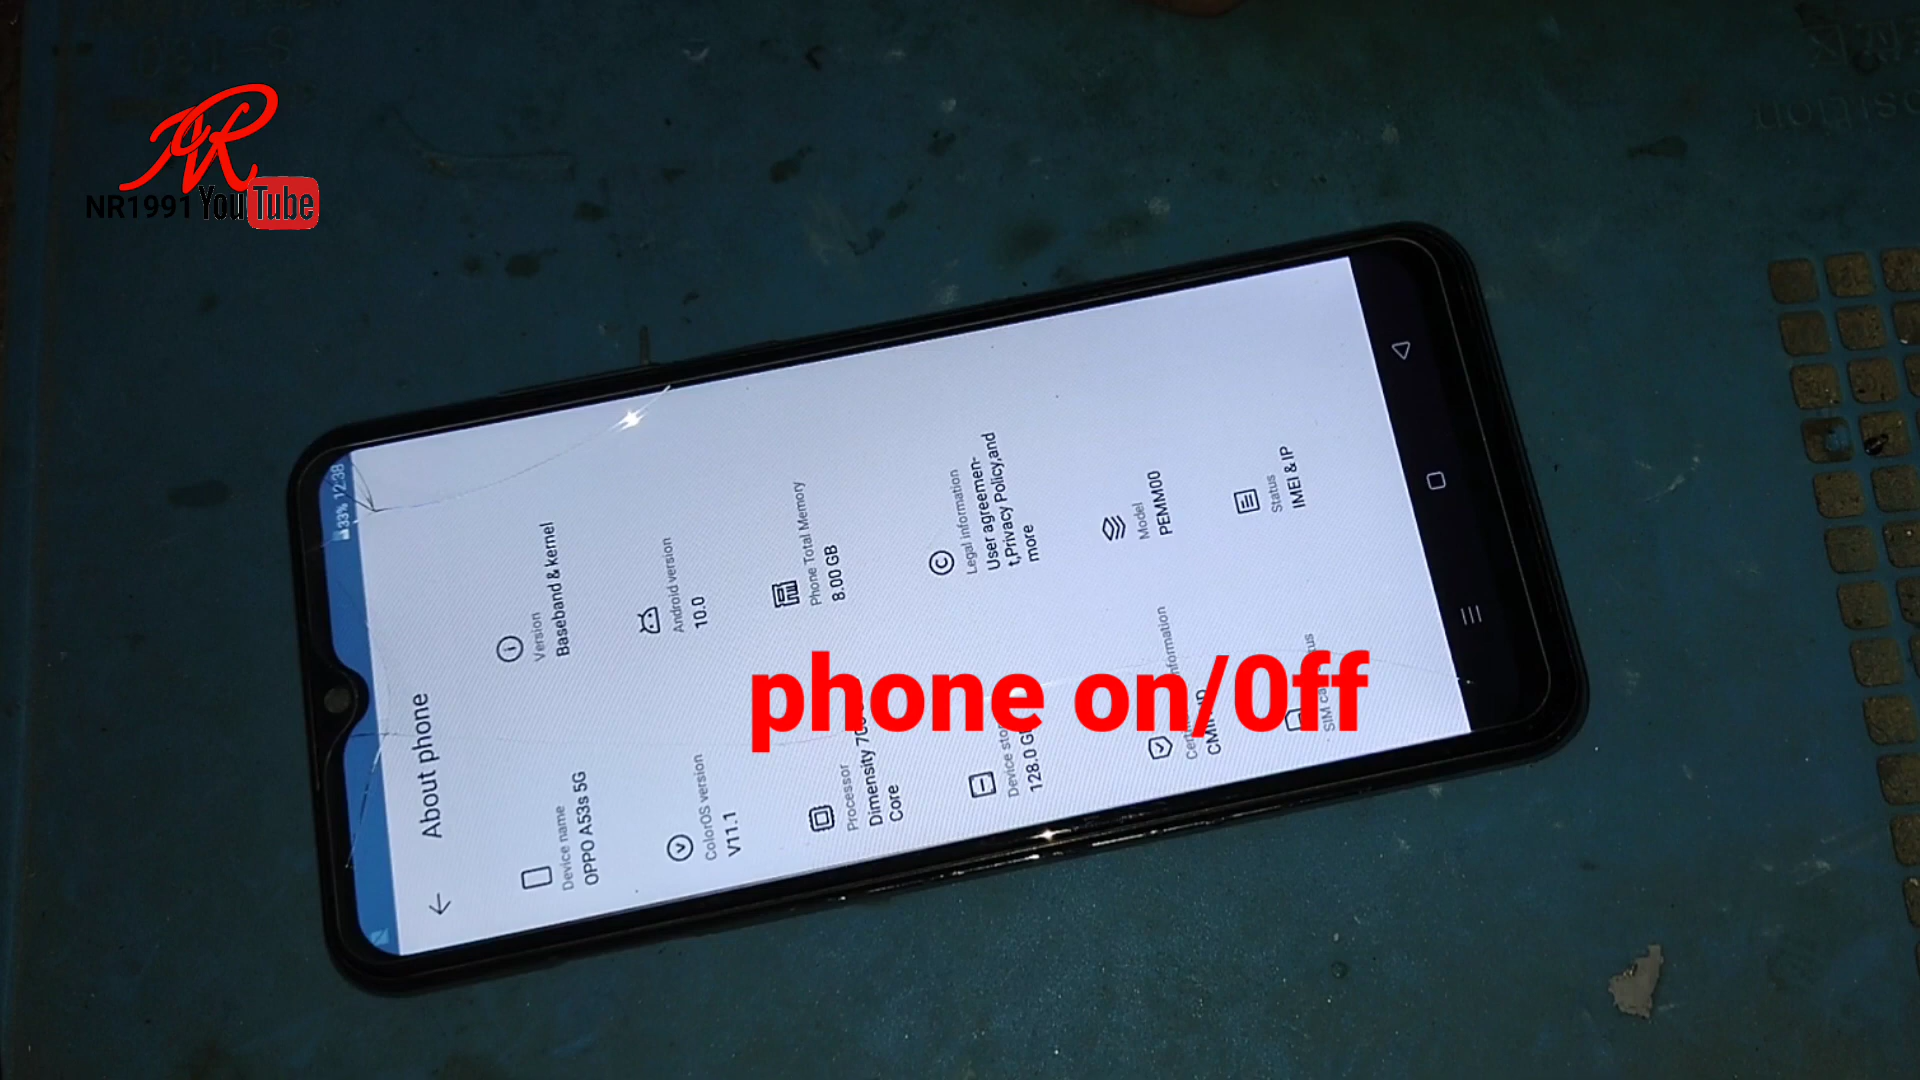 NR
NR1991 YouTube
33% 12:38
About phone
Device name
OPPO A53s 5G
Version
Baseband & kernel
ColorOS version
V11.1
Android version
10.0
Processor
Dimensity
Core
Phone Total Memory
8.00 GB
Device
128.0
Legal information
User agreemen-
t,Privacy Policy,and
more
Model
PEMM00
Status
IMEI & IP
phone on/0ff